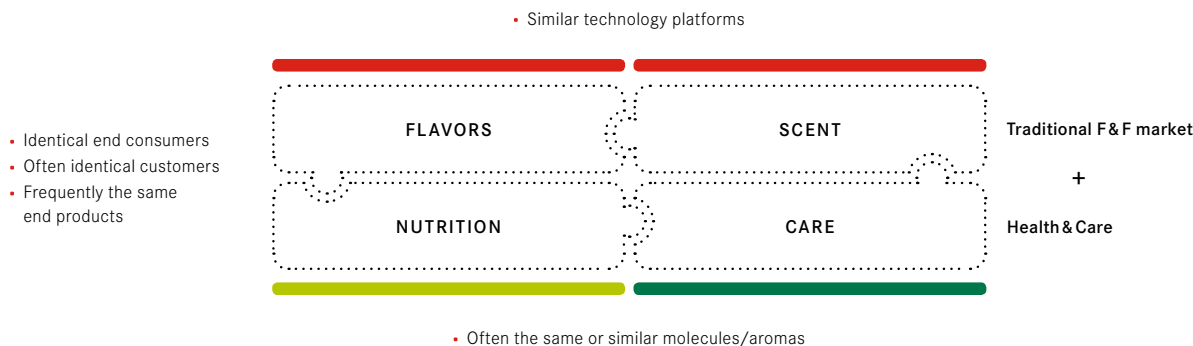 • Similar technology platforms
FLAVORS
SCENT
Traditional F & F market
• Identical end consumers
• Often identical customers
• Frequently the same
end products
+
NUTRITION
CARE
Health & Care
• Often the same or similar molecules/aromas